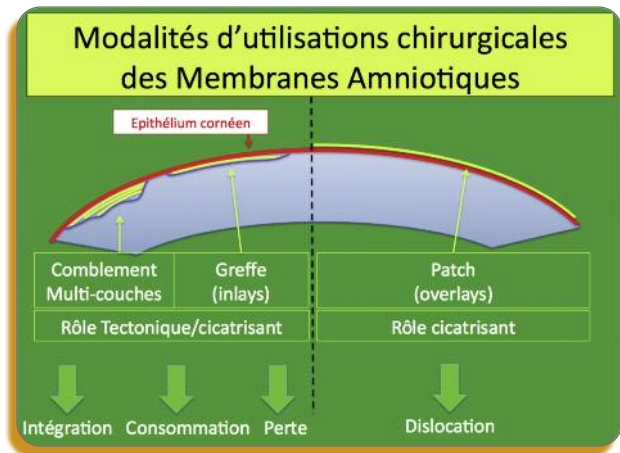 Modalités d'utilisations chirurgicales
des Membranes Amniotiques
Epithélium cornéen
Comblement
Multi-couches
Greffe
(inlays)
Patch
(overlays)
Rôle Tectonique/cicatrisant
Rôle cicatrisant
Intégration
Consommation
Perte
Dislocation